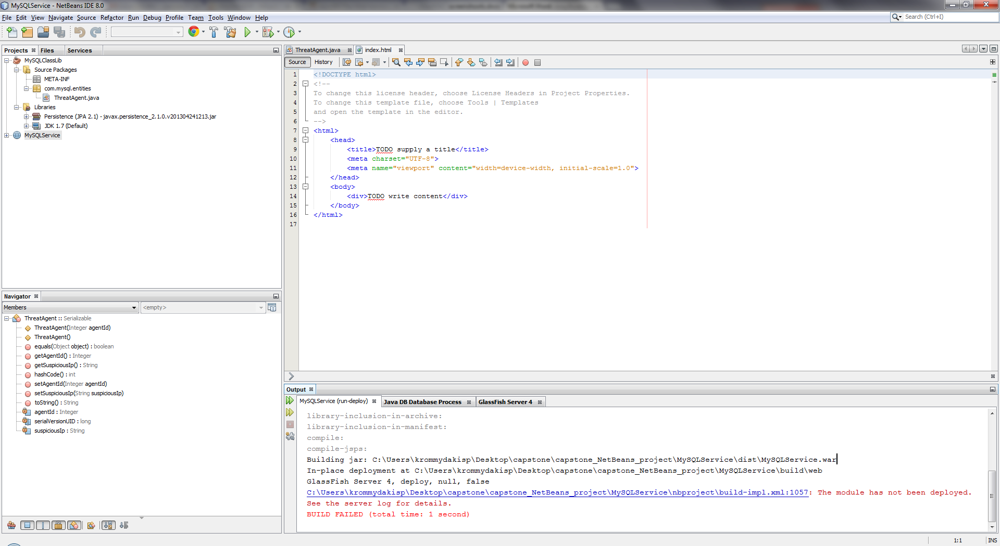 MySQLService - NetBeans IDE 8.0
File Edit View Navigate Source Refactor Run Debug Profile Team Tools Window Help
Search (Ctrl+I)
Projects Files Services
MySQLClassLib
Source Packages
META-INF
com.mysql.entities
ThreatAgent.java
Libraries
Persistence (JPA 2.1) - javax.persistence_2.1.0.v201304241213.jar
JDK 1.7 (Default)
MySQLService
Navigator
Members
<empty>
ThreatAgent :: Serializable
ThreatAgent(Integer agentId)
ThreatAgent()
equals(Object object) : boolean
getAgentId() : Integer
getSuspiciousIp() : String
hashCode() : int
setAgentId(Integer agentId)
setSuspiciousIp(String suspiciousIp)
toString() : String
agentId : Integer
serialVersionUID : long
suspiciousIp : String
ThreatAgent.java index.html
Source History
1 <!DOCTYPE html>
2 <!--
3 To change this license header, choose License Headers in Project Properties.
4 To change this template file, choose Tools | Templates
5 and open the template in the editor.
6 -->
7 <html>
8 <head>
9 <title>TODO supply a title</title>
10 <meta charset="UTF-8">
11 <meta name="viewport" content="width=device-width, initial-scale=1.0">
12 </head>
13 <body>
14 <div>TODO write content</div>
15 </body>
16 </html>
17
Output
MySQLService (run-deploy) Java DB Database Process GlassFish Server 4
library-inclusion-in-archive:
library-inclusion-in-manifest:
compile:
compile-jsps:
Building jar: C:\Users\krommydakisp\Desktop\capstone\capstone_NetBeans_project\MySQLService\dist\MySQLService.war
In-place deployment at C:\Users\krommydakisp\Desktop\capstone\capstone_NetBeans_project\MySQLService\build\web
GlassFish Server 4, deploy, null, false
C:\Users\krommydakisp\Desktop\capstone\capstone_NetBeans_project\MySQLService\nbproject\build-impl.xml:1057: The module has not been deployed.
See the server log for details.
BUILD FAILED (total time: 1 second)
1:1 INS